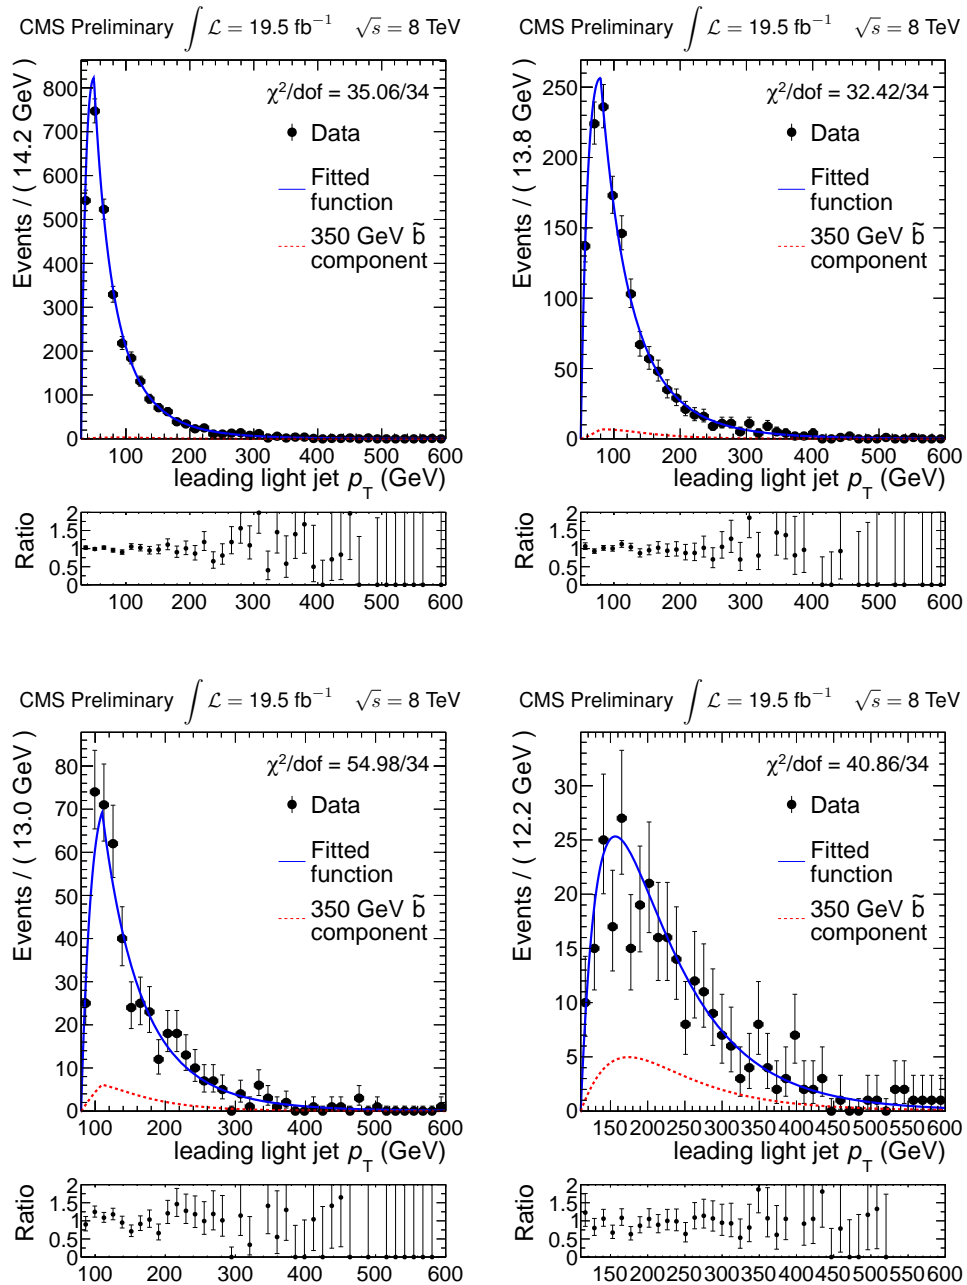 CMS Preliminary ∫ ℒ = 19.5 fb⁻¹ √s = 8 TeV
Events / ( 14.2 GeV )
800
700
600
500
400
300
200
100
0
χ²/dof = 35.06/34
Data
Fitted
function
350 GeV b̃
component
100 200 300 400 500 600
leading light jet p_T (GeV)
Ratio
2
1.5
1
0.5
0
100 200 300 400 500 600
CMS Preliminary ∫ ℒ = 19.5 fb⁻¹ √s = 8 TeV
Events / ( 13.8 GeV )
250
200
150
100
50
0
χ²/dof = 32.42/34
Data
Fitted
function
350 GeV b̃
component
100 200 300 400 500 600
leading light jet p_T (GeV)
Ratio
2
1.5
1
0.5
0
100 200 300 400 500 600
CMS Preliminary ∫ ℒ = 19.5 fb⁻¹ √s = 8 TeV
Events / ( 13.0 GeV )
80
70
60
50
40
30
20
10
0
χ²/dof = 54.98/34
Data
Fitted
function
350 GeV b̃
component
100 200 300 400 500 600
leading light jet p_T (GeV)
Ratio
2
1.5
1
0.5
0
100 200 300 400 500 600
CMS Preliminary ∫ ℒ = 19.5 fb⁻¹ √s = 8 TeV
Events / ( 12.2 GeV )
30
25
20
15
10
5
0
χ²/dof = 40.86/34
Data
Fitted
function
350 GeV b̃
component
150 200 250 300 350 400 450 500 550 600
leading light jet p_T (GeV)
Ratio
2
1.5
1
0.5
0
150 200 250 300 350 400 450 500 550 600